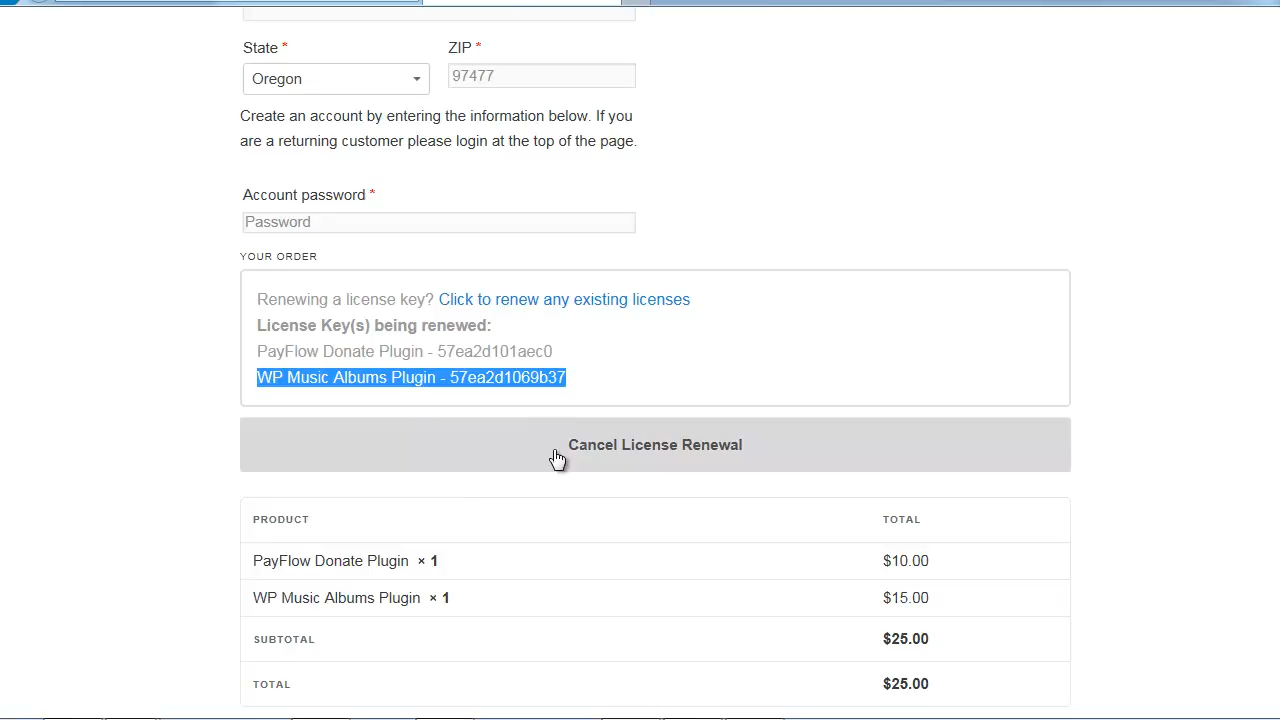 State * ZIP *
Oregon 97477
Create an account by entering the information below. If you
are a returning customer please login at the top of the page.
Account password *
Password
YOUR ORDER
Renewing a license key? Click to renew any existing licenses
License Key(s) being renewed:
PayFlow Donate Plugin - 57ea2d101aec0
WP Music Albums Plugin - 57ea2d1069b37
Cancel License Renewal
PRODUCT TOTAL
PayFlow Donate Plugin × 1 $10.00
WP Music Albums Plugin × 1 $15.00
SUBTOTAL $25.00
TOTAL $25.00